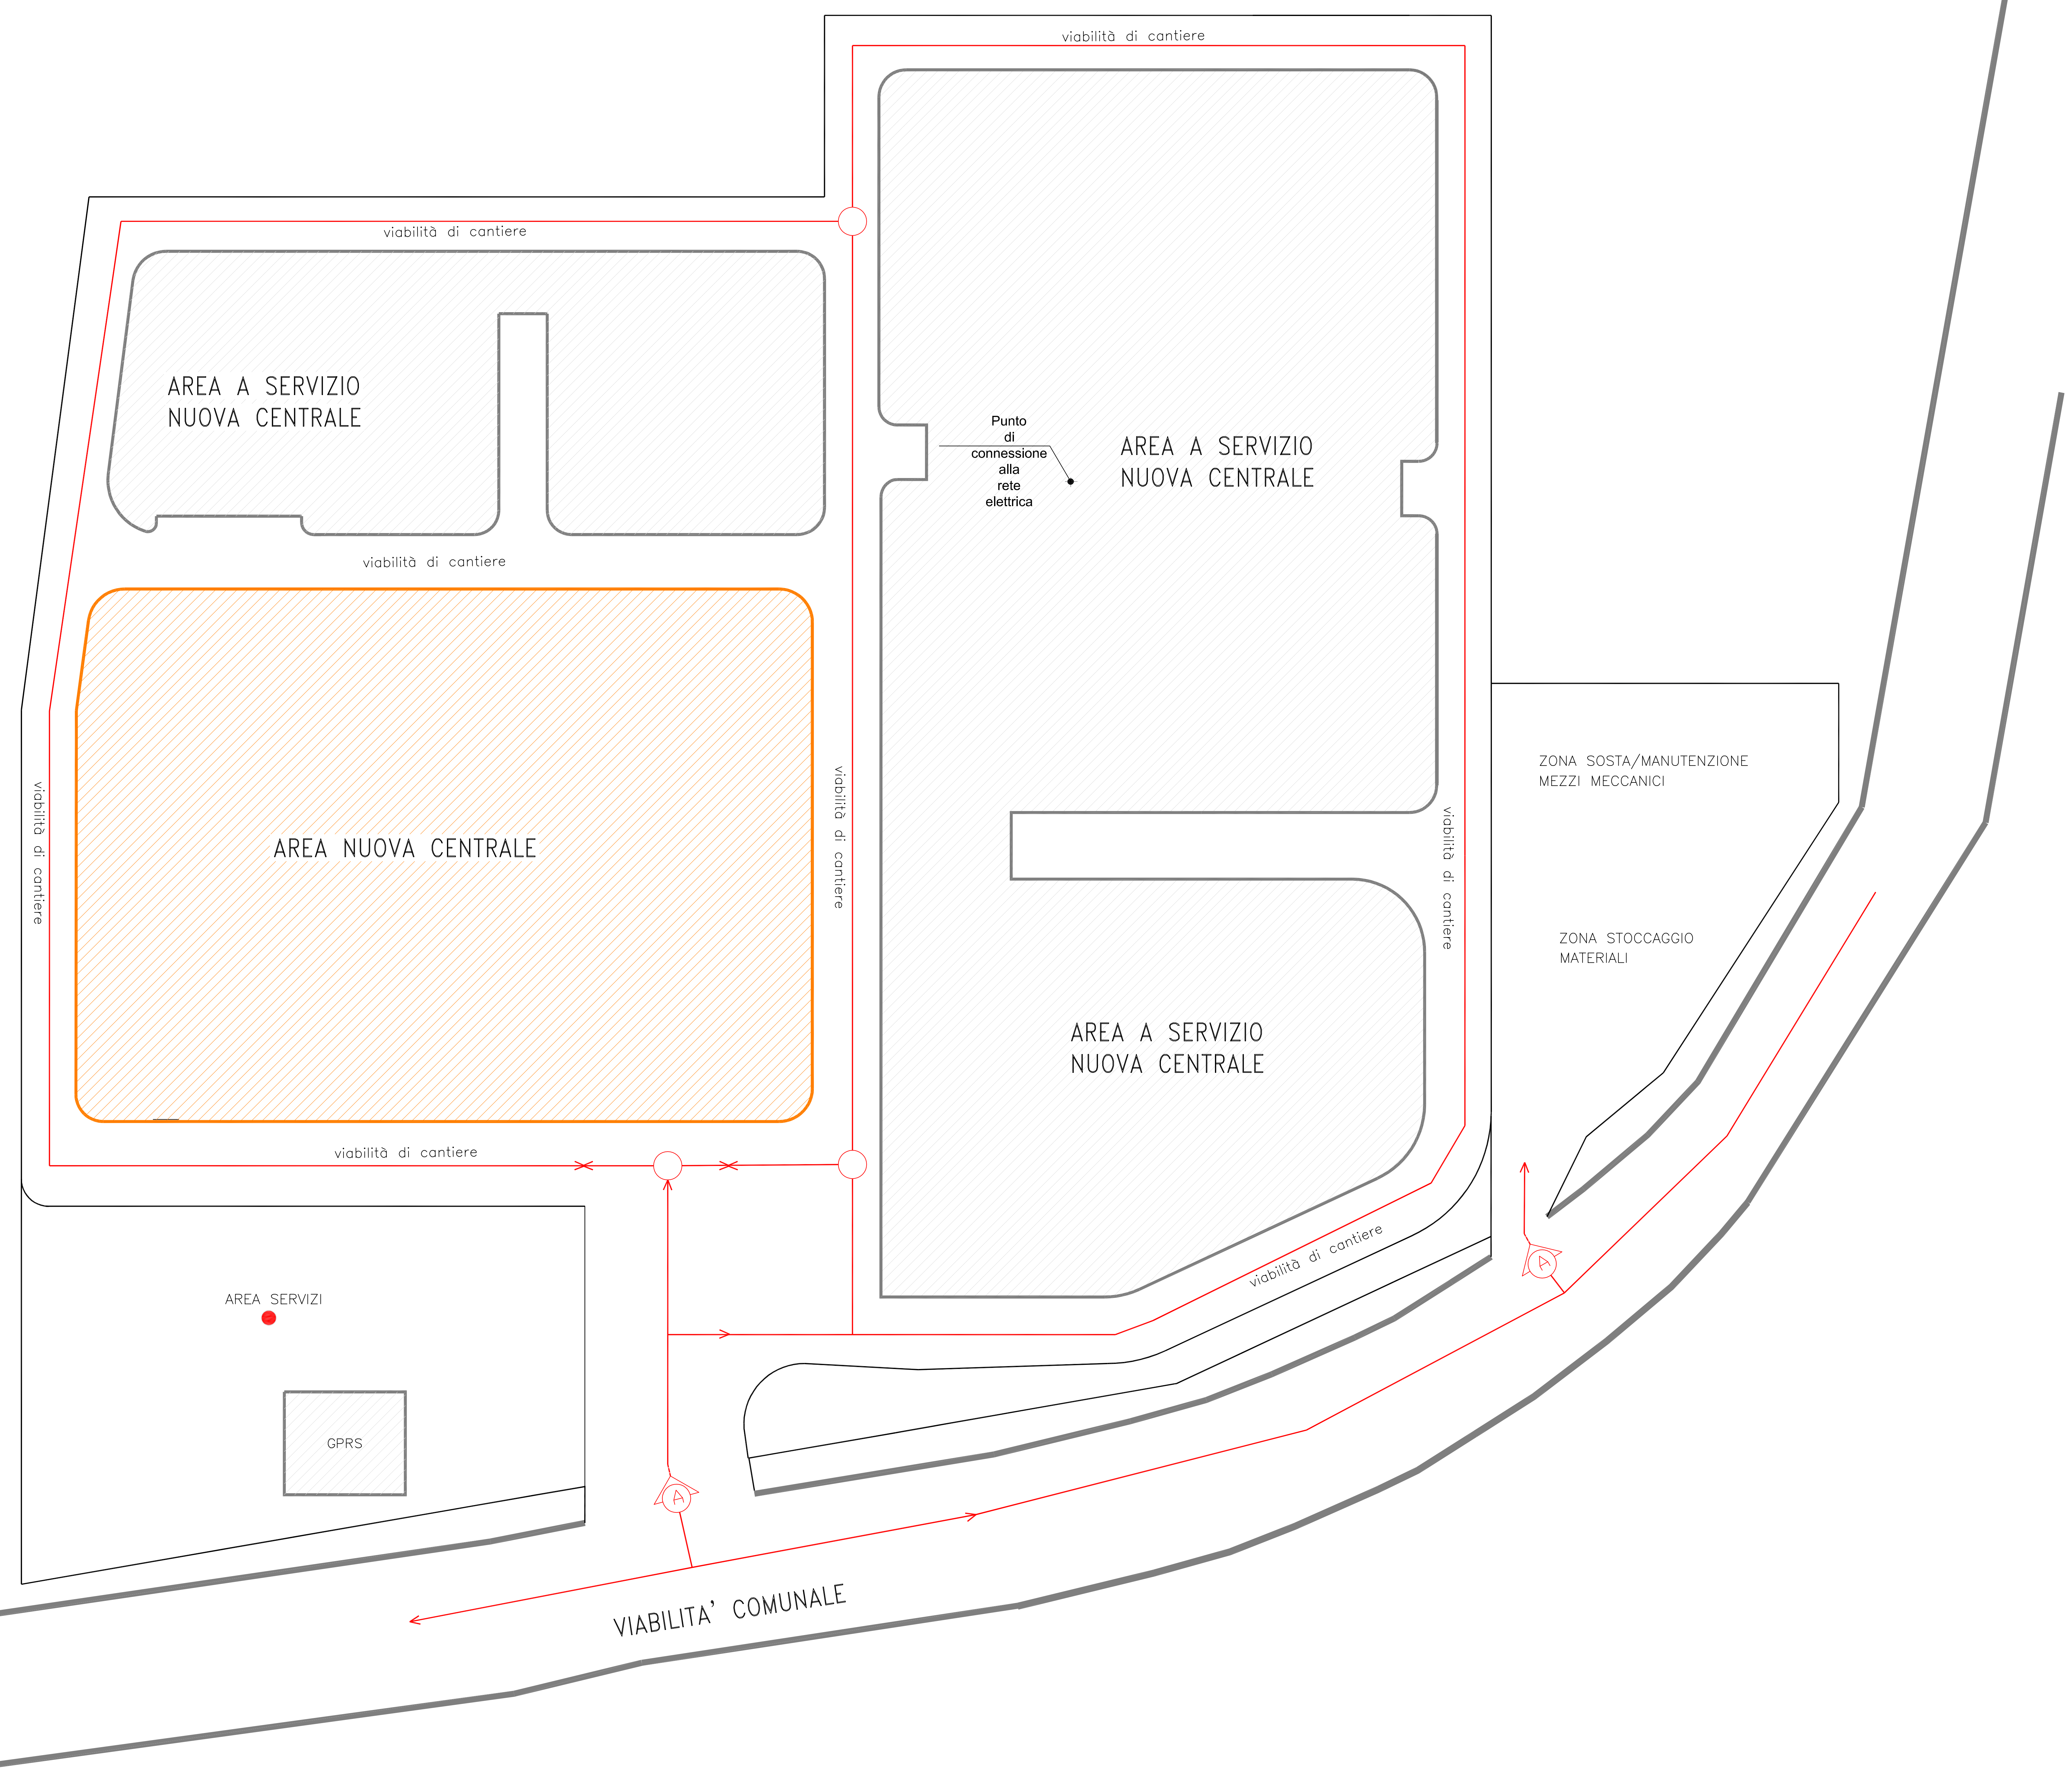 viabilità di cantiere
viabilità di cantiere
AREA A SERVIZIO
NUOVA CENTRALE
Punto
di
connessione
alla
rete
elettrica
AREA A SERVIZIO
NUOVA CENTRALE
viabilità di cantiere
ZONA SOSTA/MANUTENZIONE
MEZZI MECCANICI
viabilità di cantiere
AREA NUOVA CENTRALE
viabilità di cantiere
viabilità di cantiere
ZONA STOCCAGGIO
MATERIALI
AREA A SERVIZIO
NUOVA CENTRALE
viabilità di cantiere
viabilità di cantiere
A
AREA SERVIZI
GPRS
A
VIABILITA' COMUNALE